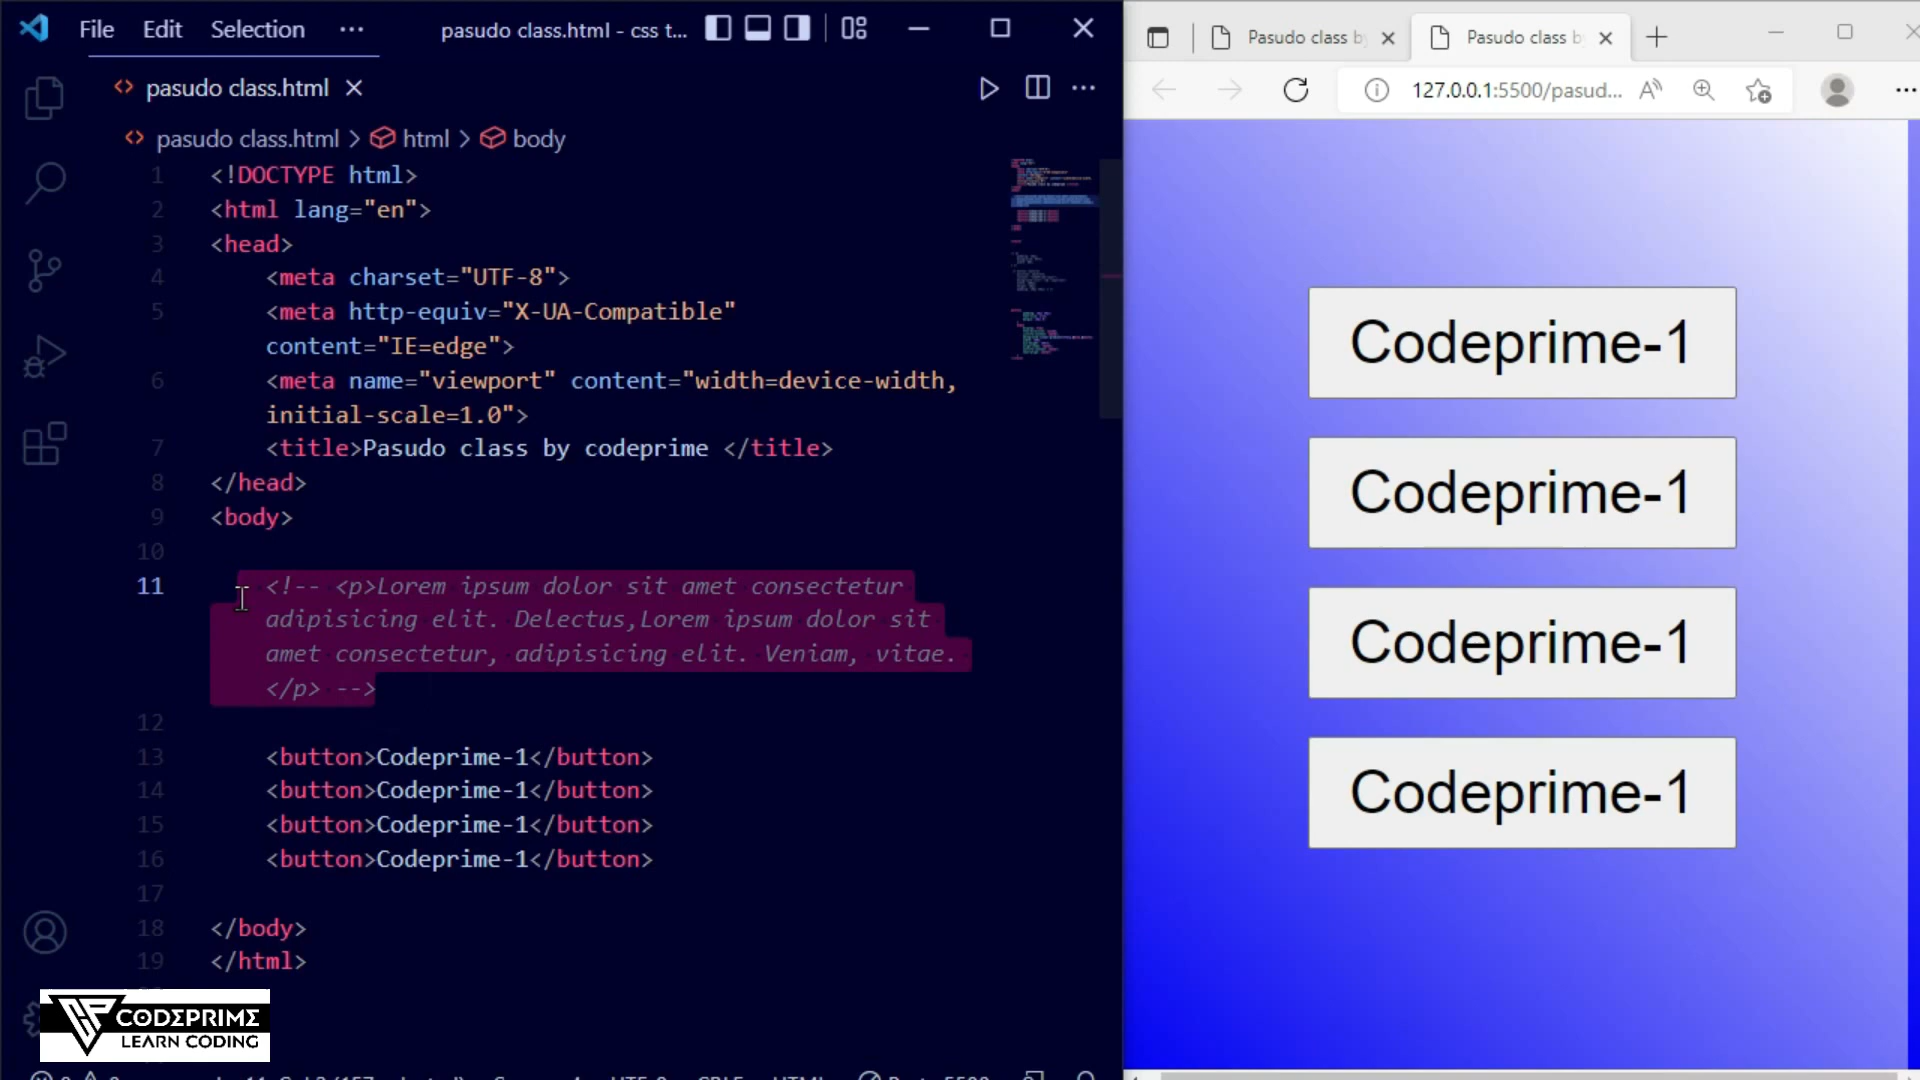 File Edit Selection ··· pasudo class.html - css t...
pasudo class.html
pasudo class.html > html > body
1 <!DOCTYPE html>
2 <html lang="en">
3 <head>
4 <meta charset="UTF-8">
5 <meta http-equiv="X-UA-Compatible"
content="IE=edge">
6 <meta name="viewport" content="width=device-width,
initial-scale=1.0">
7 <title>Pasudo class by codeprime </title>
8 </head>
9 <body>
10
11 <!-- <p>Lorem ipsum dolor sit amet consectetur
adipisicing elit. Delectus,Lorem ipsum dolor sit
amet consectetur, adipisicing elit. Veniam, vitae.
</p> -->
12
13 <button>Codeprime-1</button>
14 <button>Codeprime-1</button>
15 <button>Codeprime-1</button>
16 <button>Codeprime-1</button>
17
18 </body>
19 </html>
CODEPRIME
LEARN CODING
Pasudo class b
Pasudo class b
127.0.0.1:5500/pasud...
Codeprime-1
Codeprime-1
Codeprime-1
Codeprime-1